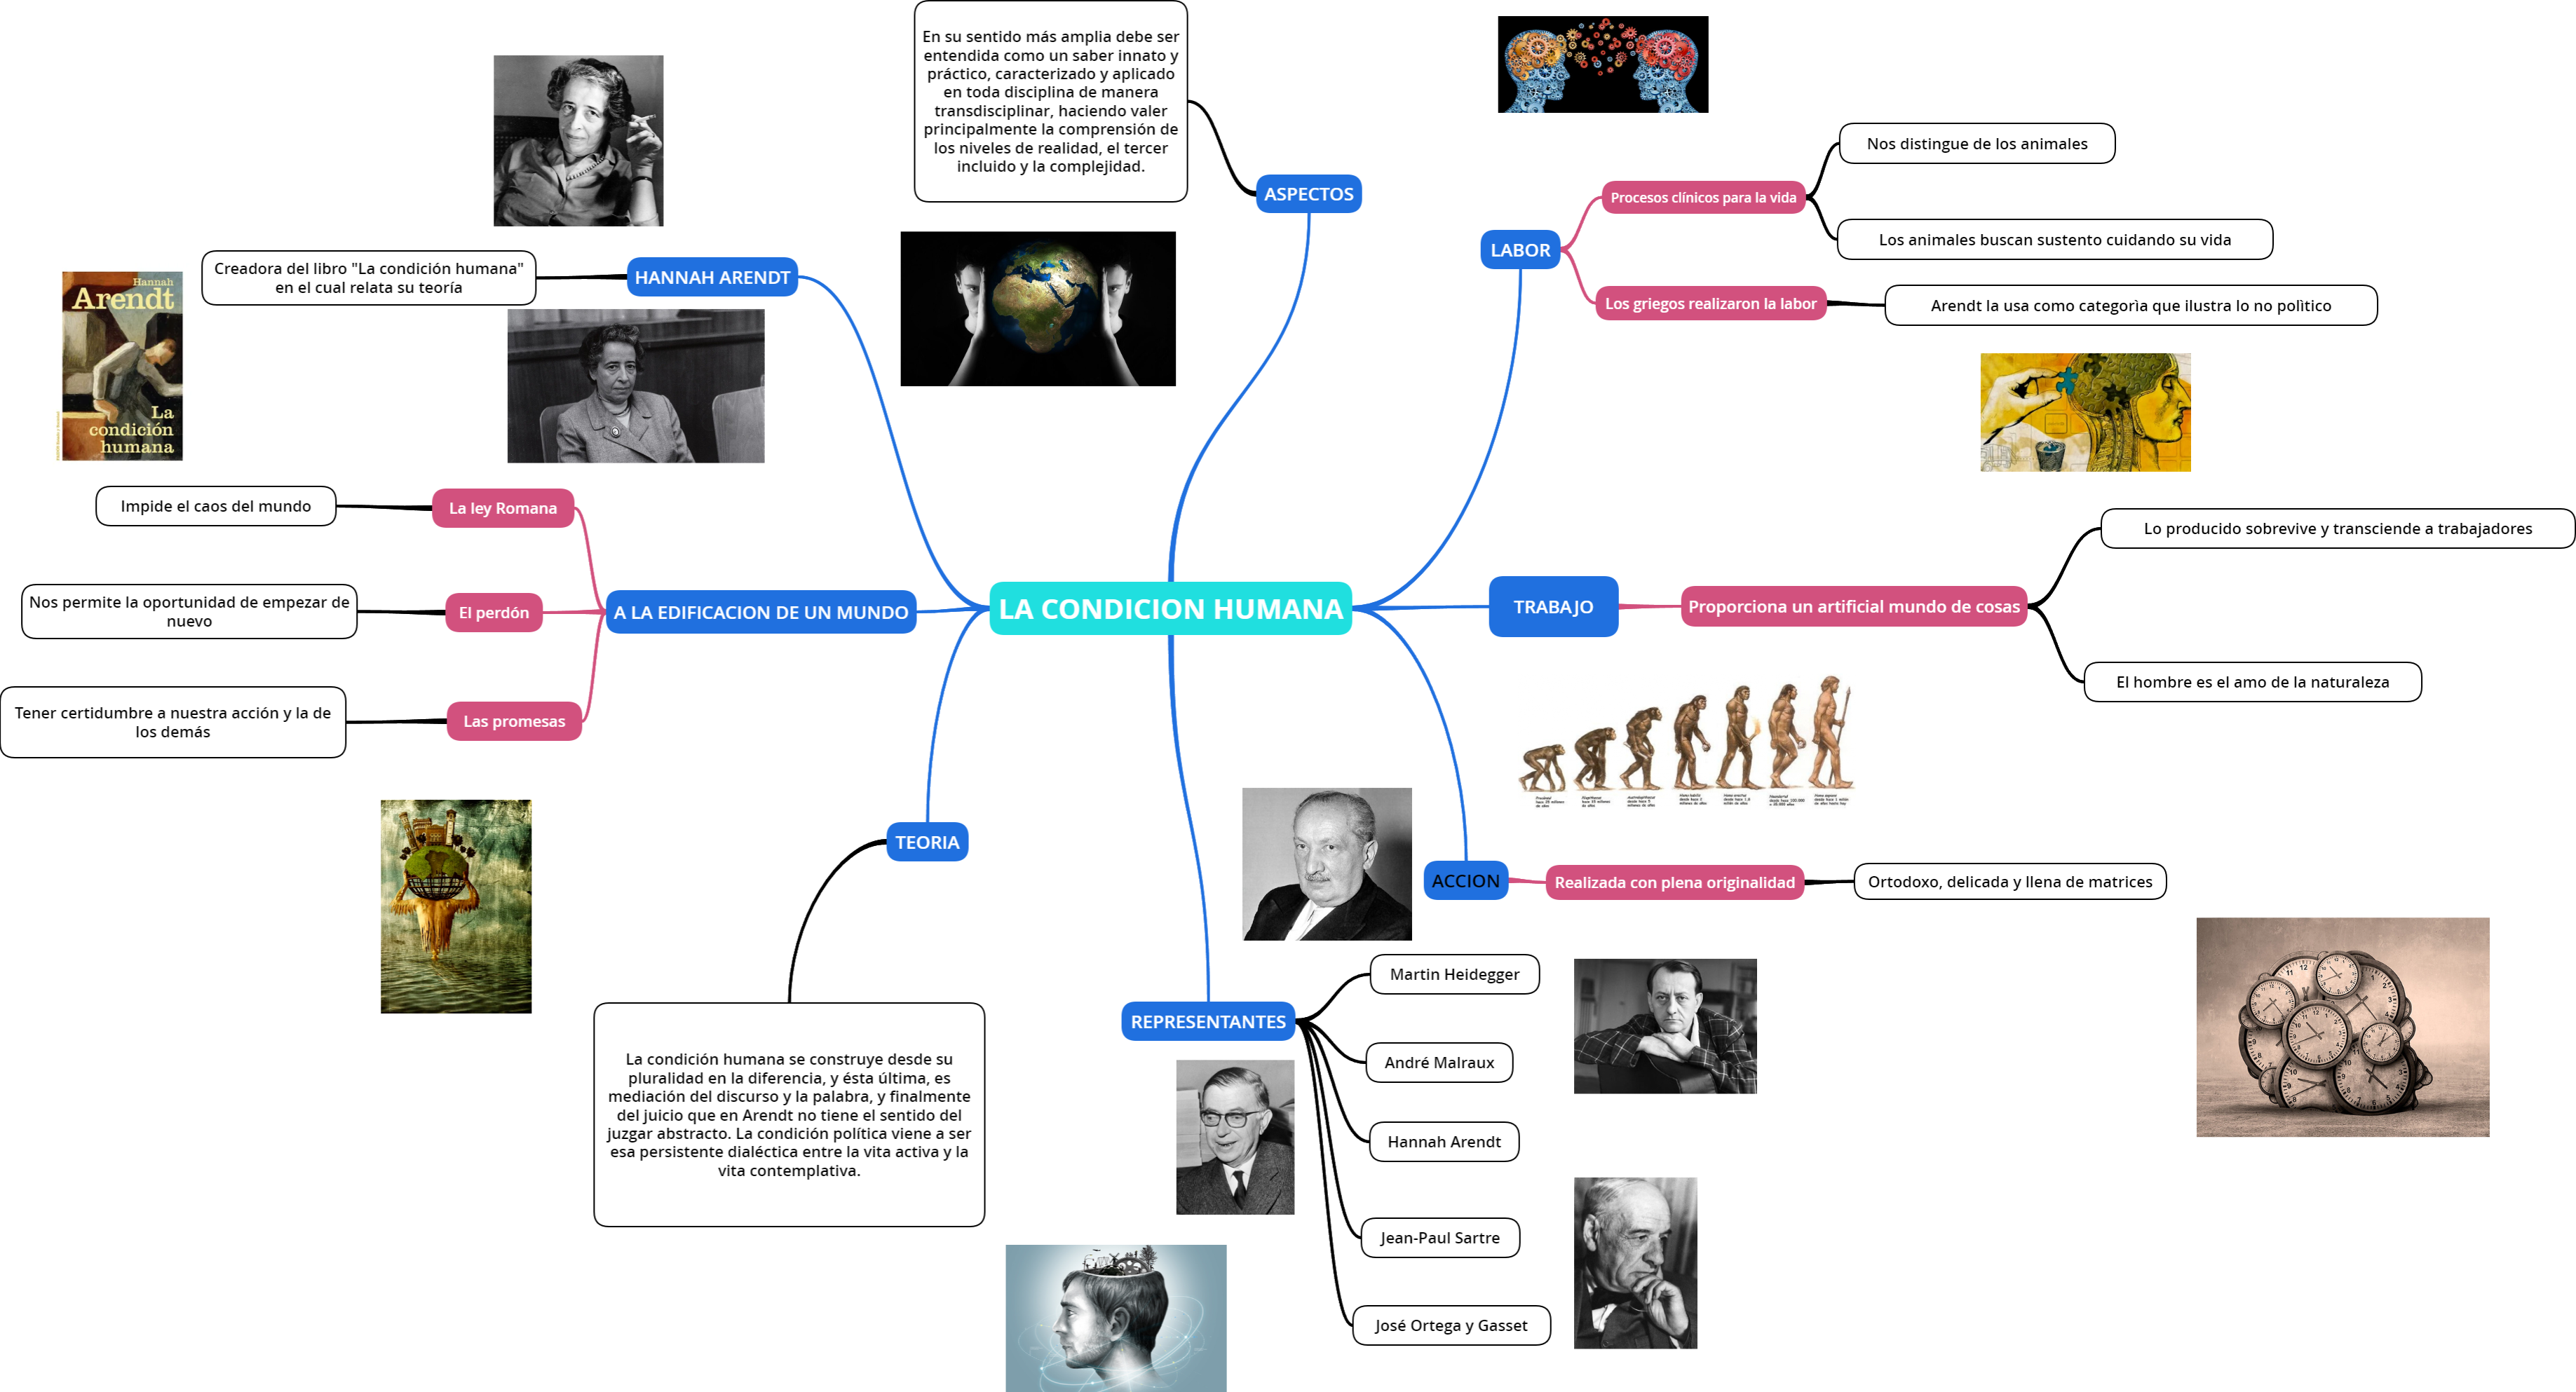 En su sentido más amplia debe ser
entendida como un saber innato y
práctico, caracterizado y aplicado
en toda disciplina de manera
transdisciplinar, haciendo valer
principalmente la comprensión de
los niveles de realidad, el tercer
incluido y la complejidad.
ASPECTOS
HANNAH ARENDT
Creadora del libro "La condición humana"
en el cual relata su teoría
Hannah
Arendt
La
condición
humana
LABOR
Procesos clínicos para la vida
Nos distingue de los animales
Los animales buscan sustento cuidando su vida
Los griegos realizaron la labor
Arendt la usa como categorìa que ilustra lo no polìtico
LA CONDICION HUMANA
A LA EDIFICACION DE UN MUNDO
La ley Romana
Impide el caos del mundo
El perdón
Nos permite la oportunidad de empezar de
nuevo
Las promesas
Tener certidumbre a nuestra acción y la de
los demás
TRABAJO
Proporciona un artificial mundo de cosas
Lo producido sobrevive y transciende a trabajadores
El hombre es el amo de la naturaleza
TEORIA
La condición humana se construye desde su
pluralidad en la diferencia, y ésta última, es
mediación del discurso y la palabra, y finalmente
del juicio que en Arendt no tiene el sentido del
juzgar abstracto. La condición política viene a ser
esa persistente dialéctica entre la vita activa y la
vita contemplativa.
ACCION
Realizada con plena originalidad
Ortodoxo, delicada y llena de matrices
REPRESENTANTES
Martin Heidegger
André Malraux
Hannah Arendt
Jean-Paul Sartre
José Ortega y Gasset